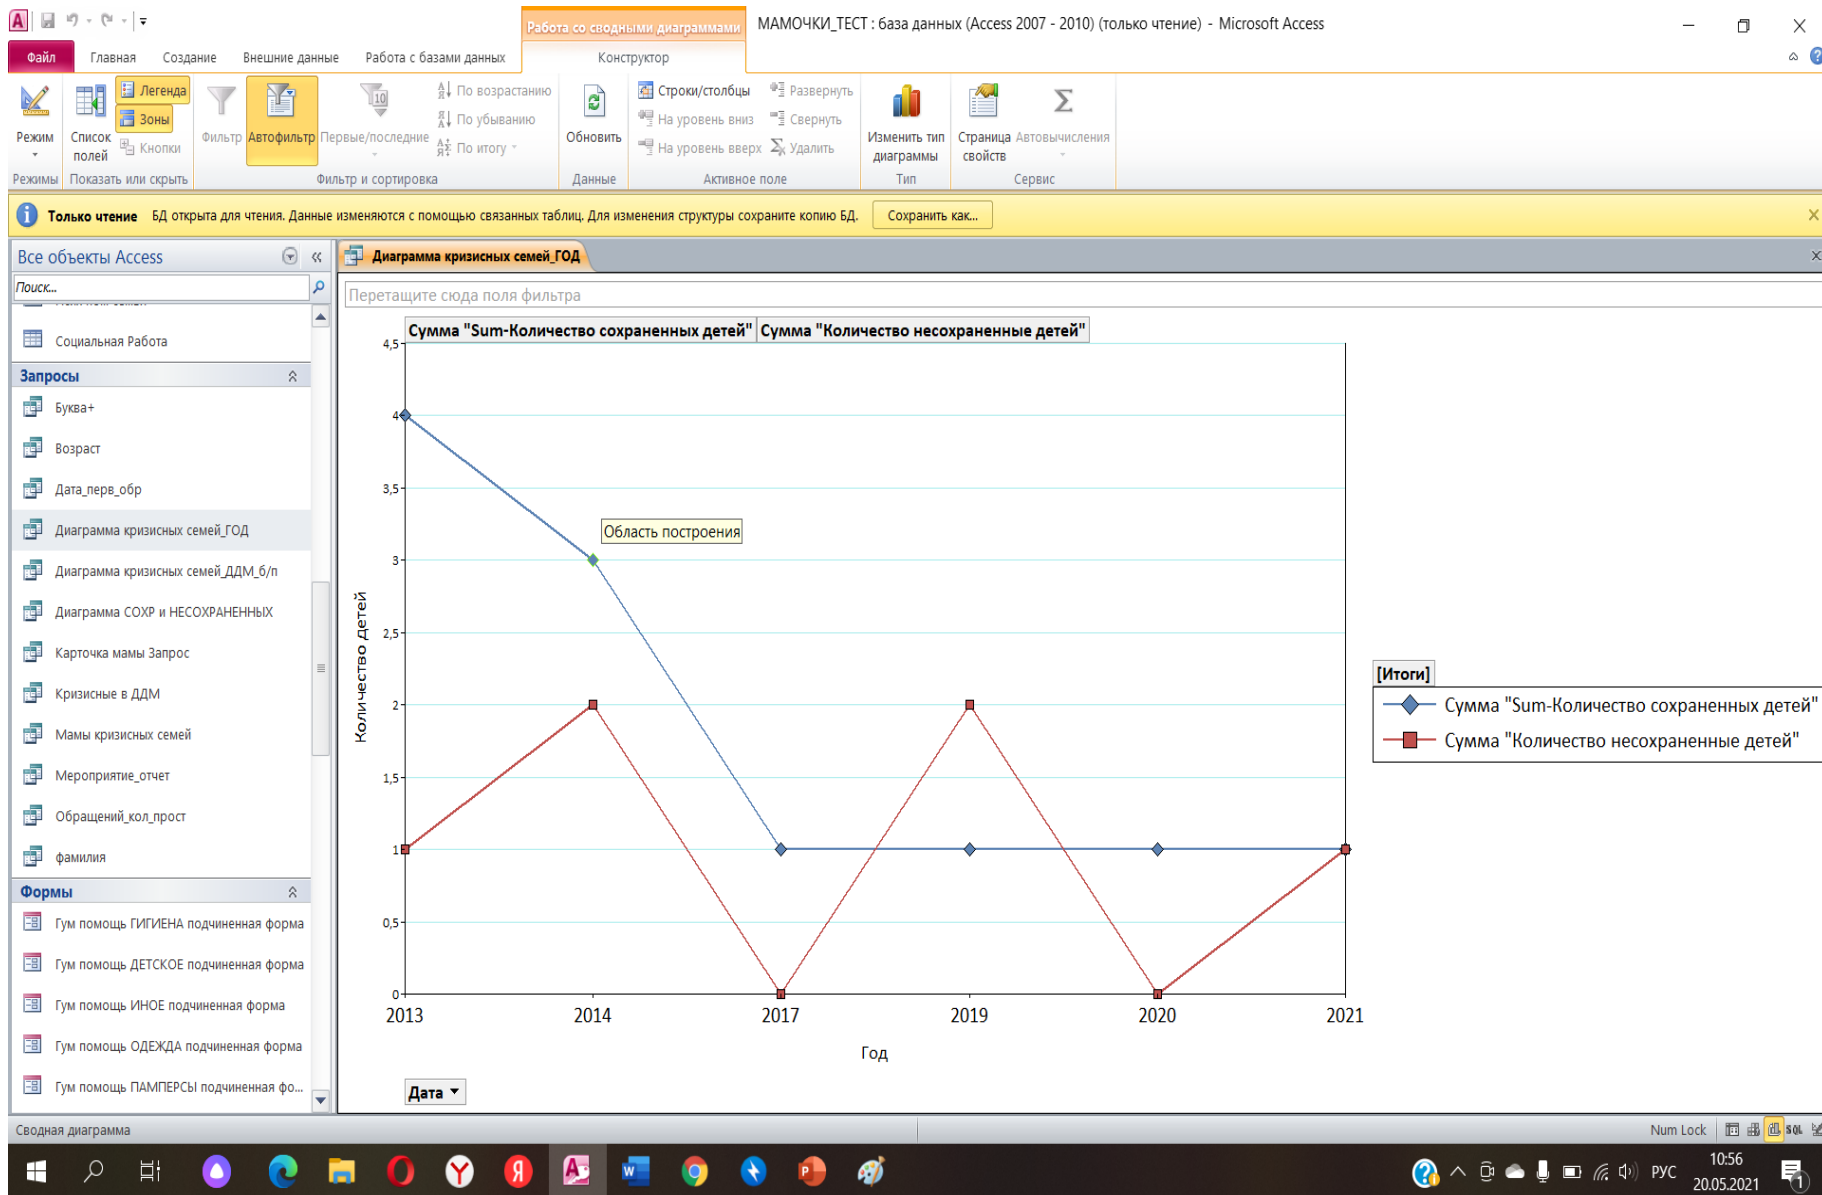 Работа со сводными диаграммами
МАМОЧКИ_ТЕСТ : база данных (Access 2007 - 2010) (только чтение) - Microsoft Access
Файл
Главная
Создание
Внешние данные
Работа с базами данных
Конструктор
Режим
Список полей
Легенда
Зоны
Кнопки
Фильтр
Автофильтр
Первые/последние
По возрастанию
По убыванию
По итогу
Обновить
Строки/столбцы
На уровень вниз
На уровень вверх
Развернуть
Свернуть
Удалить
Изменить тип диаграммы
Страница свойств
Автовычисления
Режимы
Показать или скрыть
Фильтр и сортировка
Данные
Активное поле
Тип
Сервис
Только чтение БД открыта для чтения. Данные изменяются с помощью связанных таблиц. Для изменения структуры сохраните копию БД.
Сохранить как...
Все объекты Access
Поиск...
Социальная Работа
Запросы
Буква+
Возраст
Дата_перв_обр
Диаграмма кризисных семей_ГОД
Диаграмма кризисных семей_ДДМ_б/п
Диаграмма СОХР и НЕСОХРАНЕННЫХ
Карточка мамы Запрос
Кризисные в ДДМ
Мамы кризисных семей
Мероприятие_отчет
Обращений_кол_прост
фамилия
Формы
Гум помощь ГИГИЕНА подчиненная форма
Гум помощь ДЕТСКОЕ подчиненная форма
Гум помощь ИНОЕ подчиненная форма
Гум помощь ОДЕЖДА подчиненная форма
Гум помощь ПАМПЕРСЫ подчиненная фо...
Диаграмма кризисных семей_ГОД
Перетащите сюда поля фильтра
Сумма "Sum-Количество сохраненных детей"
Сумма "Количество несохраненные детей"
4,5
4
3,5
3
2,5
2
1,5
1
0,5
0
Количество детей
Область построения
2013
2014
2017
2019
2020
2021
Год
Дата
[Итоги]
Сумма "Sum-Количество сохраненных детей"
Сумма "Количество несохраненные детей"
Сводная диаграмма
Num Lock
SQL
РУС
10:56
20.05.2021
1